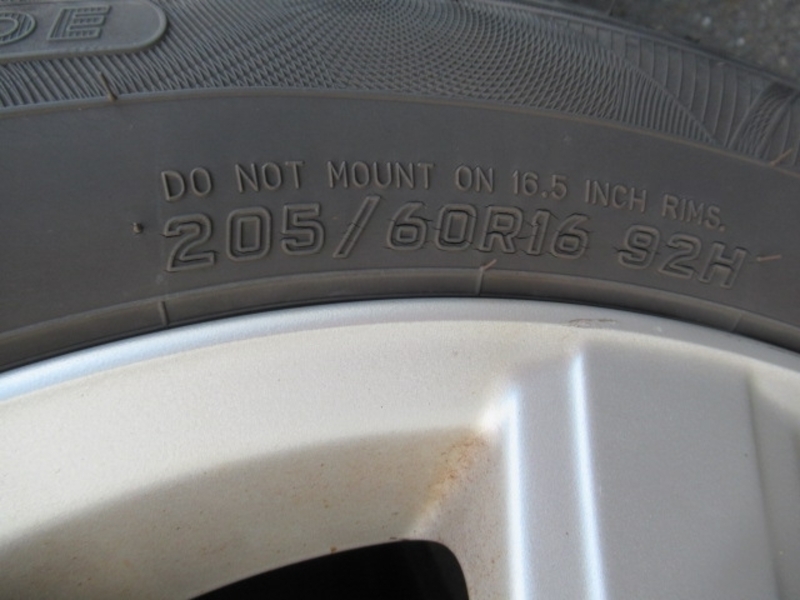 DO NOT MOUNT ON 16.5 INCH RIMS.
205/60R16 92H